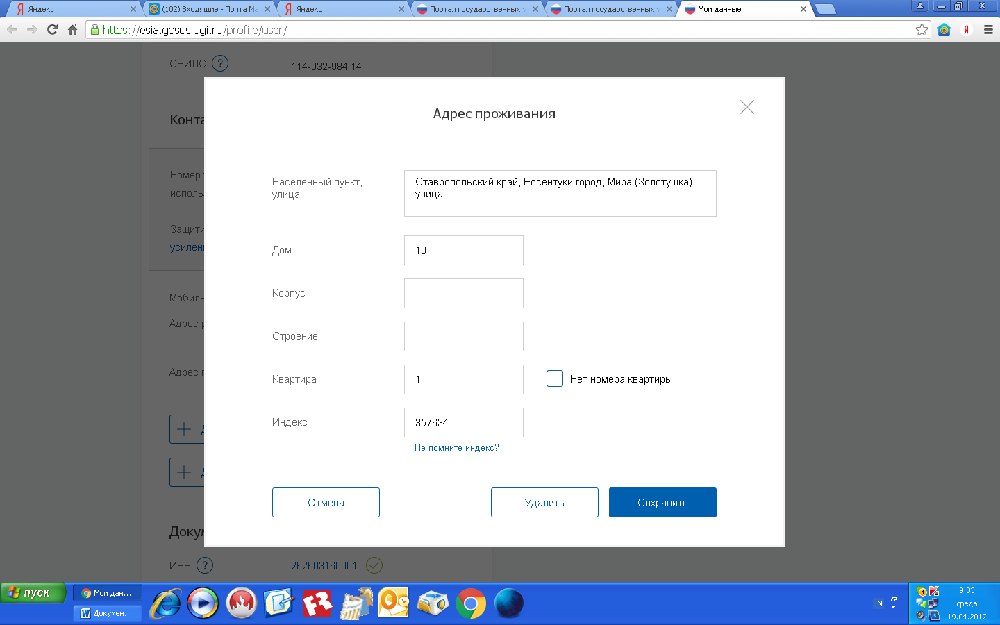 Яндекс
(102) Входящие - Почта Ma
Яндекс
Портал государственных у
Портал государственных у
Мои данные
https://esia.gosuslugi.ru/profile/user/
СНИЛС ?
114-032-984 14
Адрес проживания
Конта
Номер
исполь
Населенный пункт,
улица
Ставропольский край, Ессентуки город, Мира (Золотушка)
улица
Защити
усилен
Дом
10
Корпус
Мобиль
Адрес р
Строение
Адрес п
Квартира
1
Нет номера квартиры
Индекс
357634
Не помните индекс?
Отмена
Удалить
Сохранить
Докум
ИНН ?
262603160001
пуск
Мои дан...
Докумен...
EN
9:33
среда
19.04.2017